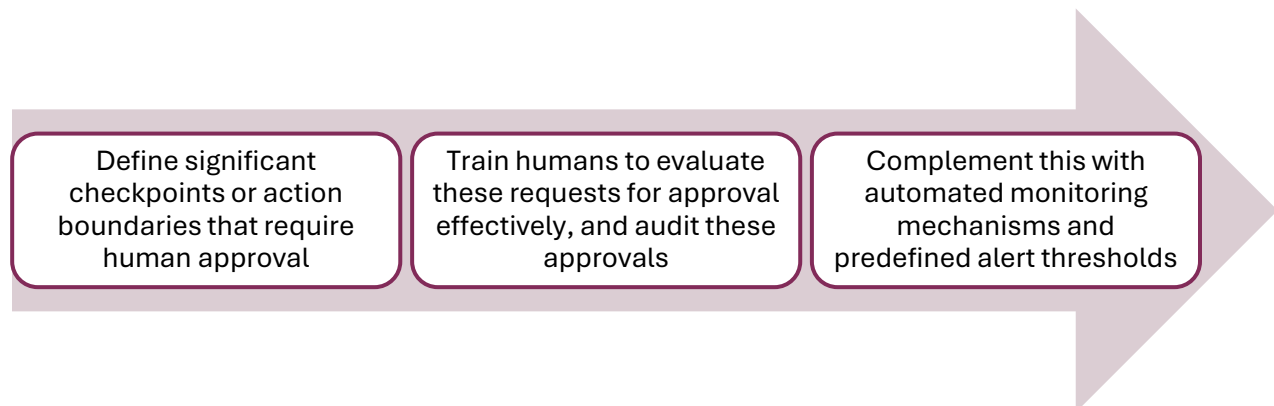 Define significant
checkpoints or action
boundaries that require
human approval
Train humans to evaluate
these requests for approval
effectively, and audit these
approvals
Complement this with
automated monitoring
mechanisms and
predefined alert thresholds